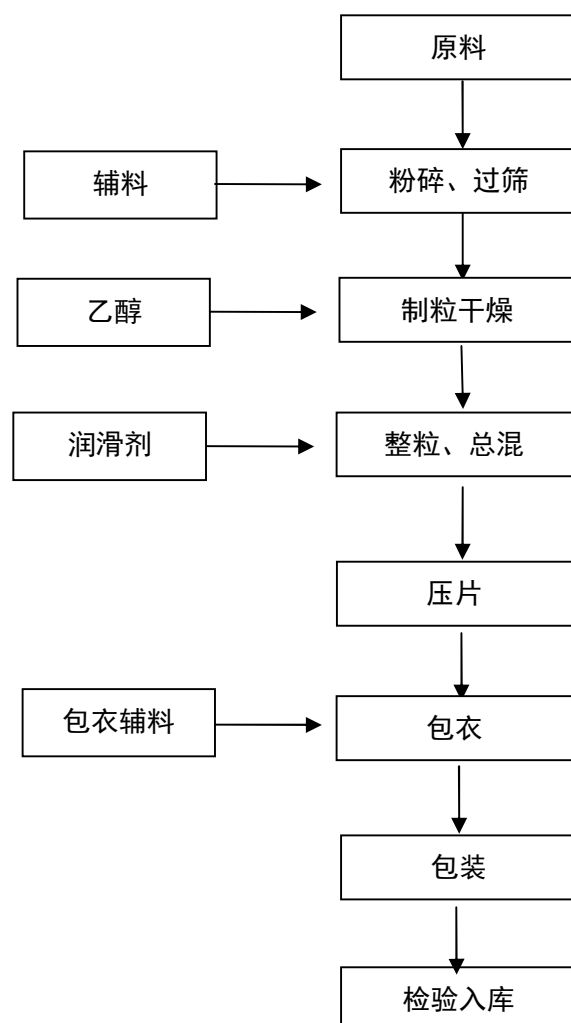 原料
辅料
粉碎、过筛
乙醇
制粒干燥
润滑剂
整粒、总混
压片
包衣辅料
包衣
包装
检验入库